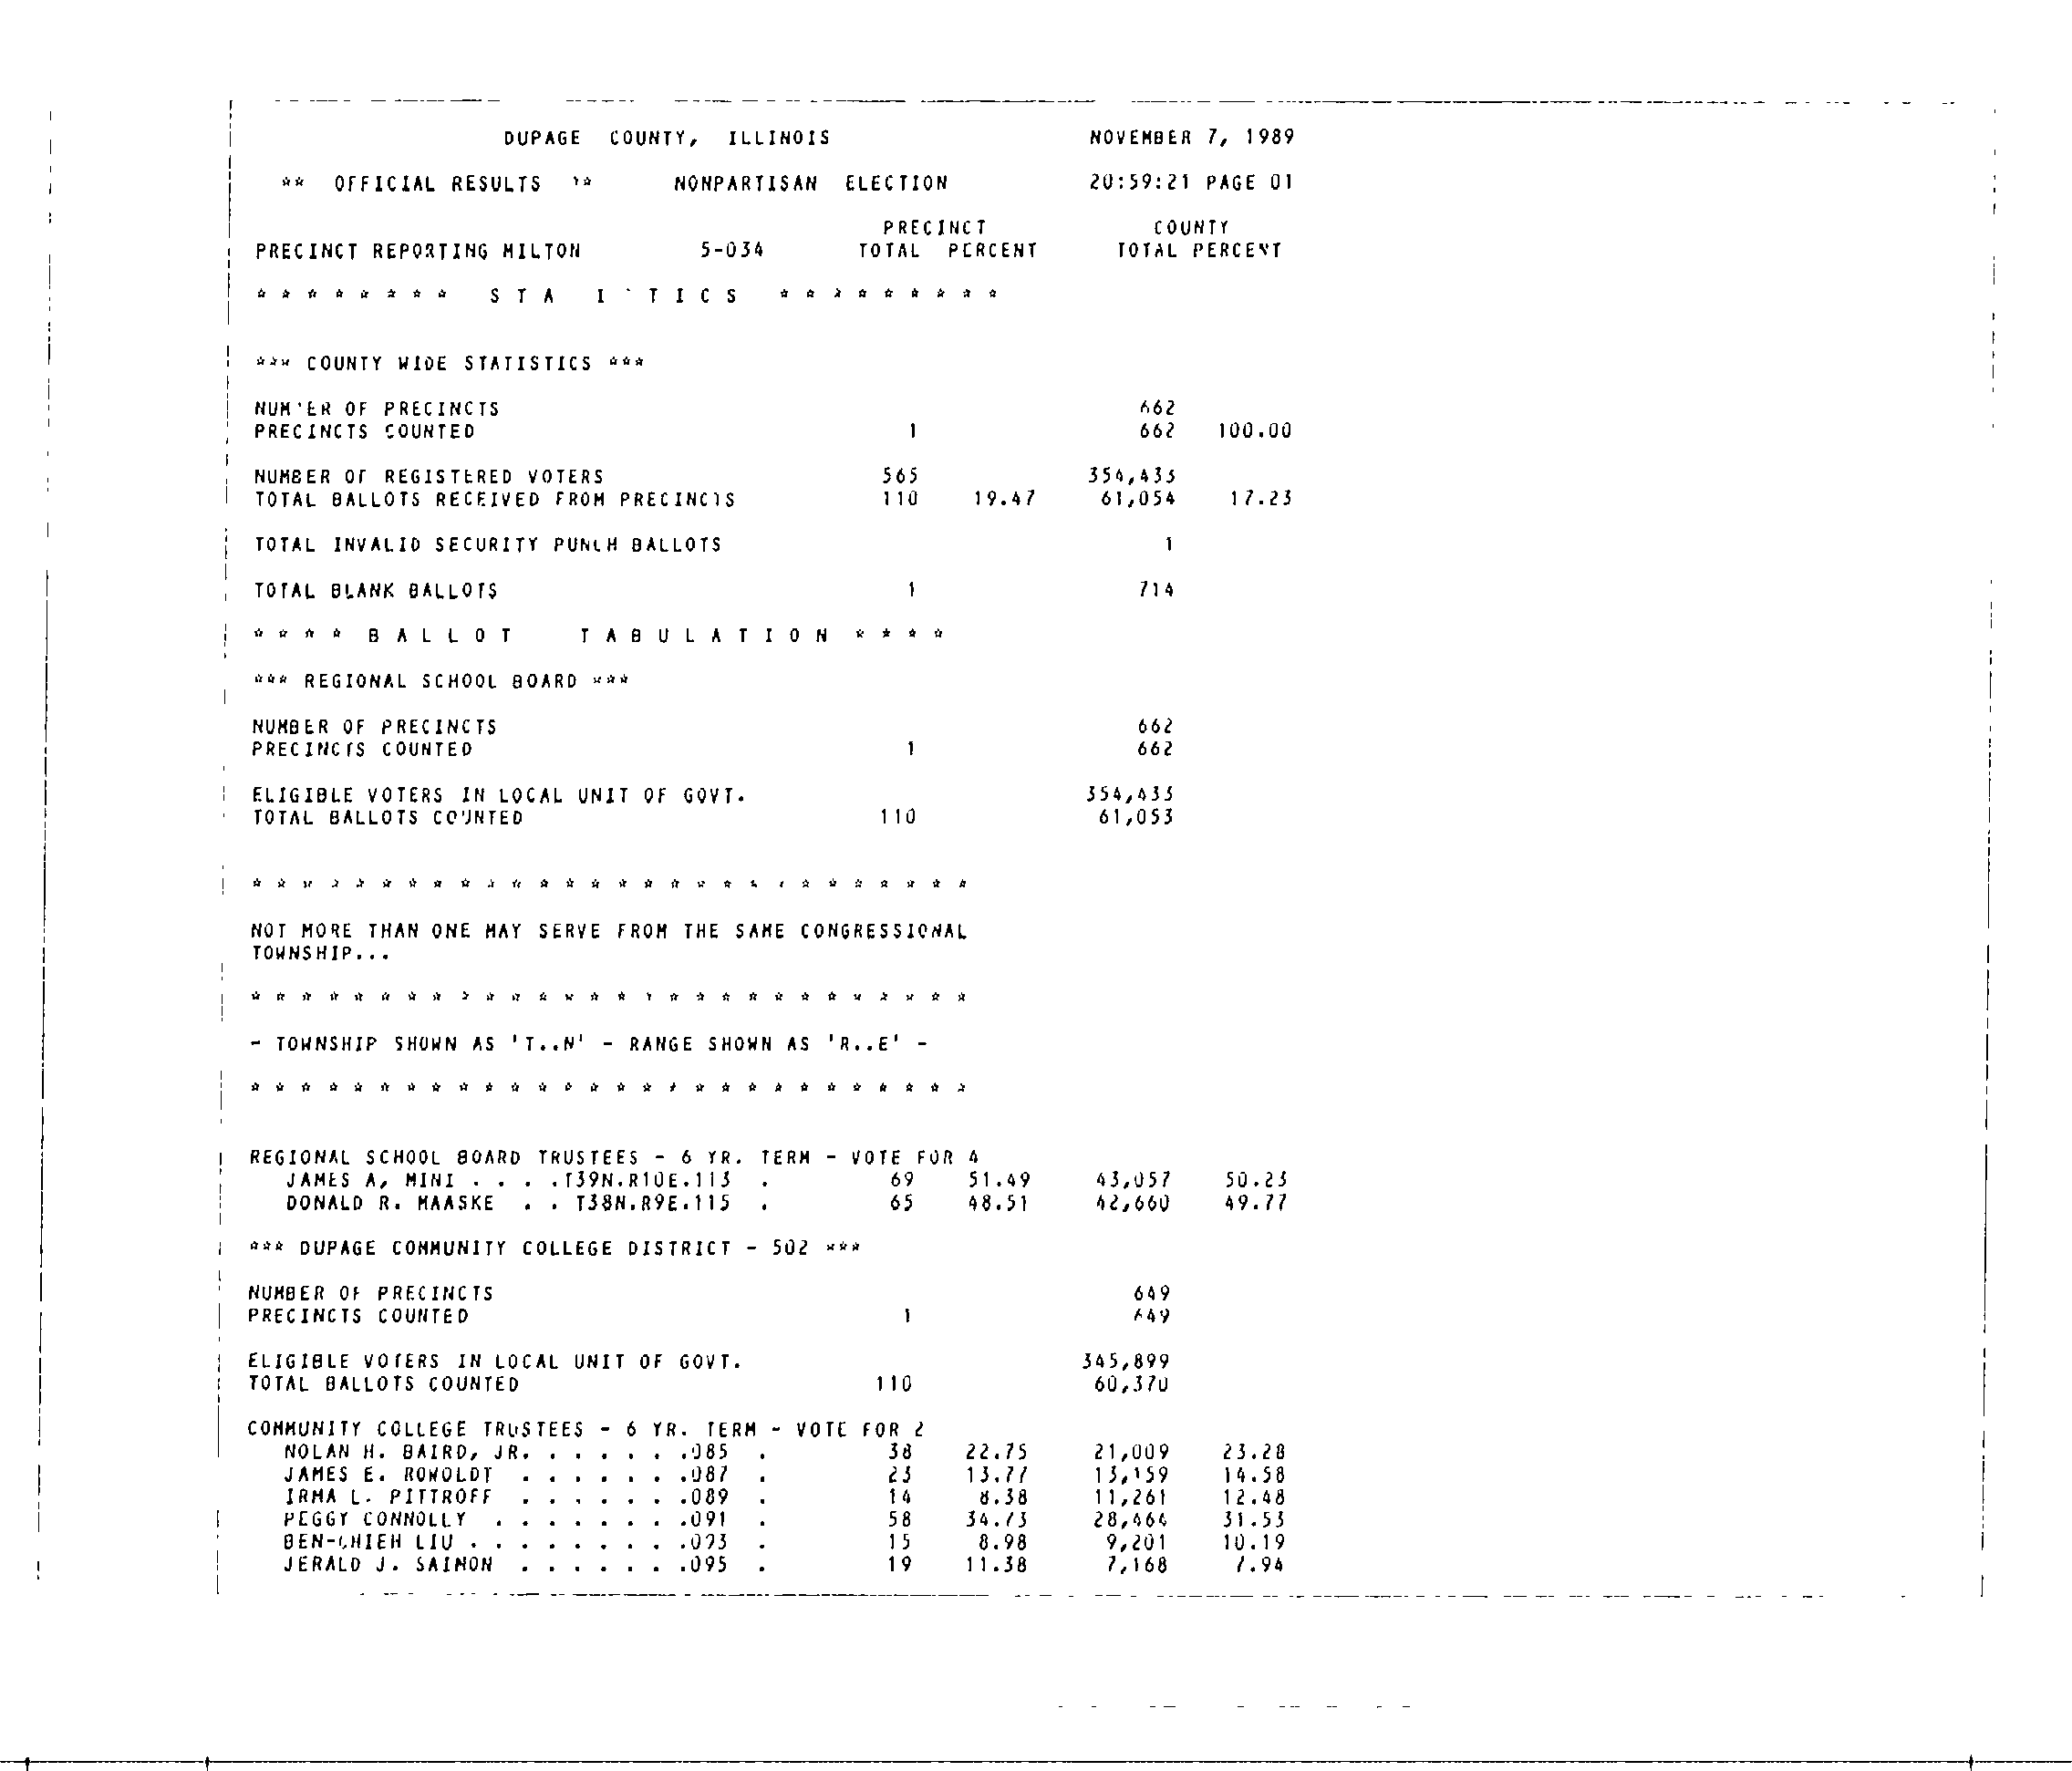 DUPAGE COUNTY, ILLINOIS NOVEMBER 7, 1989
** OFFICIAL RESULTS ** NONPARTISAN ELECTION 20:59:21 PAGE 01
PRECINCT COUNTY
PRECINCT REPORTING MILTON 5-034 TOTAL PERCENT TOTAL PERCENT
* * * * * * * * S T A I T I C S * * * * * * * * *
*** COUNTY WIDE STATISTICS ***
NUMBER OF PRECINCTS 662
PRECINCTS COUNTED 1 662 100.00
NUMBER OF REGISTERED VOTERS 565 354,433
TOTAL BALLOTS RECEIVED FROM PRECINCTS 110 19.47 61,054 17.23
TOTAL INVALID SECURITY PUNCH BALLOTS 1
TOTAL BLANK BALLOTS 1 714
* * * * B A L L O T T A B U L A T I O N * * * *
*** REGIONAL SCHOOL BOARD ***
NUMBER OF PRECINCTS 662
PRECINCTS COUNTED 1 662
ELIGIBLE VOTERS IN LOCAL UNIT OF GOVT. 354,433
TOTAL BALLOTS COUNTED 110 61,053
* * * * * * * * * * * * * * * * * * * * * * * * * * * *
NOT MORE THAN ONE MAY SERVE FROM THE SAME CONGRESSIONAL
TOWNSHIP...
* * * * * * * * * * * * * * * * * * * * * * * * * * * *
- TOWNSHIP SHOWN AS 'T..N' - RANGE SHOWN AS 'R..E' -
* * * * * * * * * * * * * * * * * * * * * * * * * * * *
REGIONAL SCHOOL BOARD TRUSTEES - 6 YR. TERM - VOTE FOR 4
JAMES A, MINI . . . .T39N.R10E.113 . 69 51.49 43,057 50.23
DONALD R. MAASKE . . T38N.R9E.115 . 65 48.51 42,660 49.77
*** DUPAGE COMMUNITY COLLEGE DISTRICT - 502 ***
NUMBER OF PRECINCTS 649
PRECINCTS COUNTED 1 649
ELIGIBLE VOTERS IN LOCAL UNIT OF GOVT. 345,899
TOTAL BALLOTS COUNTED 110 60,370
COMMUNITY COLLEGE TRUSTEES - 6 YR. TERM - VOTE FOR 2
NOLAN H. BAIRD, JR. . . . . . .085 . 38 22.75 21,009 23.28
JAMES E. ROWOLDT . . . . . . .087 . 23 13.77 13,159 14.58
IRMA L. PITTROFF . . . . . . .089 . 14 8.38 11,261 12.48
PEGGY CONNOLLY . . . . . . . .091 . 58 34.73 28,464 31.53
BEN-CHIEH LIU . . . . . . . . .093 . 15 8.98 9,201 10.19
JERALD J. SAIMON . . . . . . .095 . 19 11.38 7,168 7.94